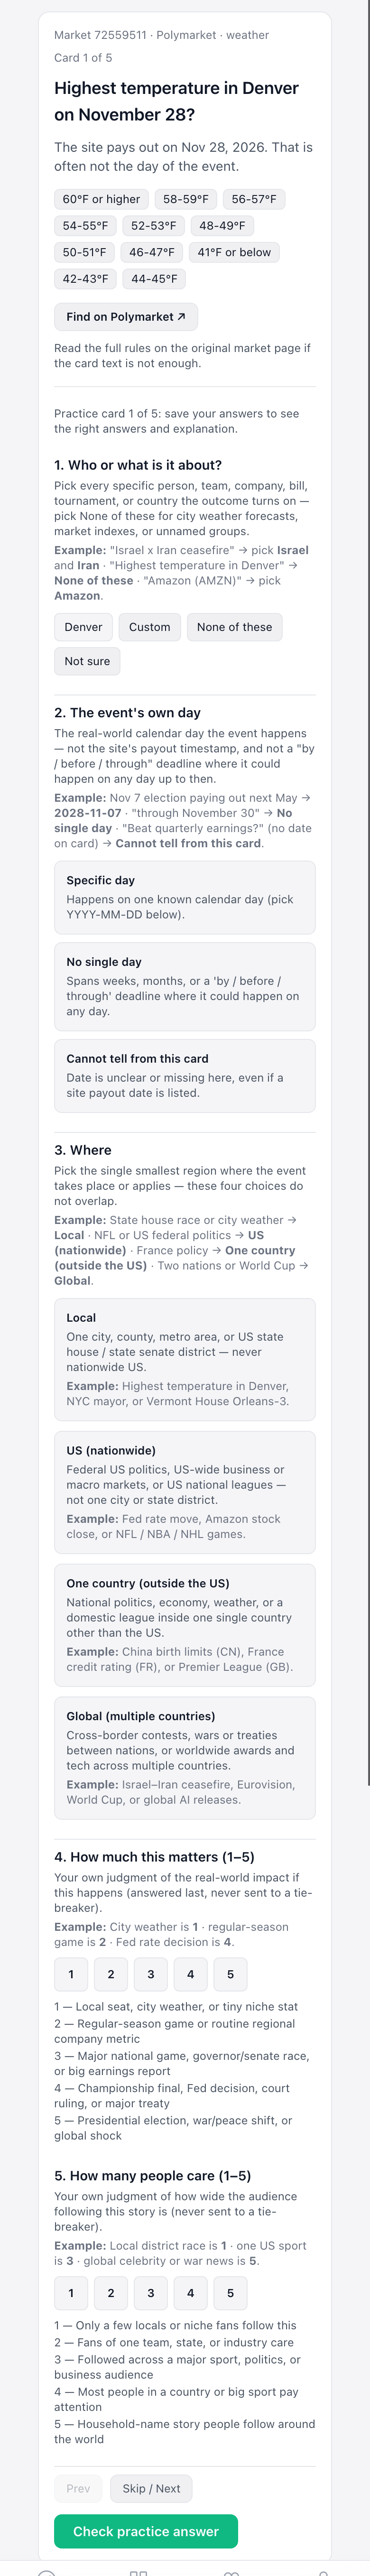 Market 72559511 · Polymarket · weather
Card 1 of 5
Highest temperature in Denver
on November 28?
The site pays out on Nov 28, 2026. That is
often not the day of the event.
60°F or higher 58-59°F 56-57°F
54-55°F 52-53°F 48-49°F
50-51°F 46-47°F 41°F or below
42-43°F 44-45°F
Find on Polymarket ↗
Read the full rules on the original market page if
the card text is not enough.
Practice card 1 of 5: save your answers to see
the right answers and explanation.
1. Who or what is it about?
Pick every specific person, team, company, bill,
tournament, or country the outcome turns on —
pick None of these for city weather forecasts,
market indexes, or unnamed groups.
Example: "Israel x Iran ceasefire" → pick Israel
and Iran · "Highest temperature in Denver" →
None of these · "Amazon (AMZN)" → pick
Amazon.
Denver Custom None of these
Not sure
2. The event's own day
The real-world calendar day the event happens
— not the site's payout timestamp, and not a "by
/ before / through" deadline where it could
happen on any day up to then.
Example: Nov 7 election paying out next May →
2028-11-07 · "through November 30" → No
single day · "Beat quarterly earnings?" (no date
on card) → Cannot tell from this card.
Specific day
Happens on one known calendar day (pick
YYYY-MM-DD below).
No single day
Spans weeks, months, or a 'by / before /
through' deadline where it could happen on
any day.
Cannot tell from this card
Date is unclear or missing here, even if a
site payout date is listed.
3. Where
Pick the single smallest region where the event
takes place or applies — these four choices do
not overlap.
Example: State house race or city weather →
Local · NFL or US federal politics → US
(nationwide) · France policy → One country
(outside the US) · Two nations or World Cup →
Global.
Local
One city, county, metro area, or US state
house / state senate district — never
nationwide US.
Example: Highest temperature in Denver,
NYC mayor, or Vermont House Orleans-3.
US (nationwide)
Federal US politics, US-wide business or
macro markets, or US national leagues —
not one city or state district.
Example: Fed rate move, Amazon stock
close, or NFL / NBA / NHL games.
One country (outside the US)
National politics, economy, weather, or a
domestic league inside one single country
other than the US.
Example: China birth limits (CN), France
credit rating (FR), or Premier League (GB).
Global (multiple countries)
Cross-border contests, wars or treaties
between nations, or worldwide awards and
tech across multiple countries.
Example: Israel–Iran ceasefire, Eurovision,
World Cup, or global AI releases.
4. How much this matters (1–5)
Your own judgment of the real-world impact if
this happens (answered last, never sent to a tie-
breaker).
Example: City weather is 1 · regular-season
game is 2 · Fed rate decision is 4.
1 2 3 4 5
1 — Local seat, city weather, or tiny niche stat
2 — Regular-season game or routine regional
company metric
3 — Major national game, governor/senate race,
or big earnings report
4 — Championship final, Fed decision, court
ruling, or major treaty
5 — Presidential election, war/peace shift, or
global shock
5. How many people care (1–5)
Your own judgment of how wide the audience
following this story is (never sent to a tie-
breaker).
Example: Local district race is 1 · one US sport
is 3 · global celebrity or war news is 5.
1 2 3 4 5
1 — Only a few locals or niche fans follow this
2 — Fans of one team, state, or industry care
3 — Followed across a major sport, politics, or
business audience
4 — Most people in a country or big sport pay
attention
5 — Household-name story people follow around
the world
Prev Skip / Next
Check practice answer